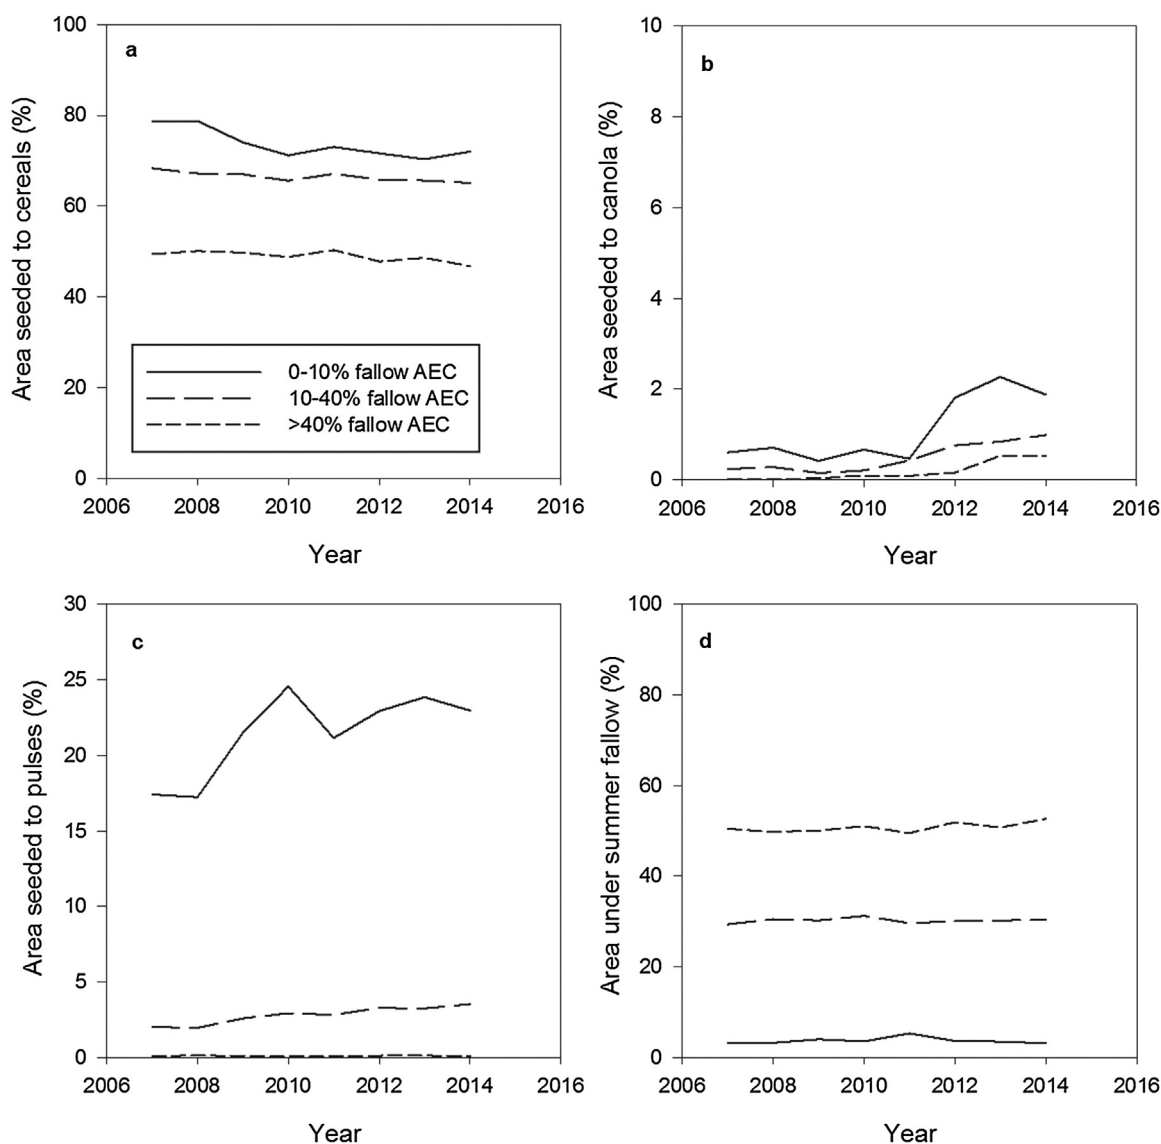 a
Area seeded to cereals (%)
100
80
60
40
20
0
0-10% fallow AEC
10-40% fallow AEC
>40% fallow AEC
2006 2008 2010 2012 2014 2016
Year
b
Area seeded to canola (%)
10
8
6
4
2
0
2006 2008 2010 2012 2014 2016
Year
c
Area seeded to pulses (%)
30
25
20
15
10
5
0
2006 2008 2010 2012 2014 2016
Year
d
Area under summer fallow (%)
100
80
60
40
20
0
2006 2008 2010 2012 2014 2016
Year